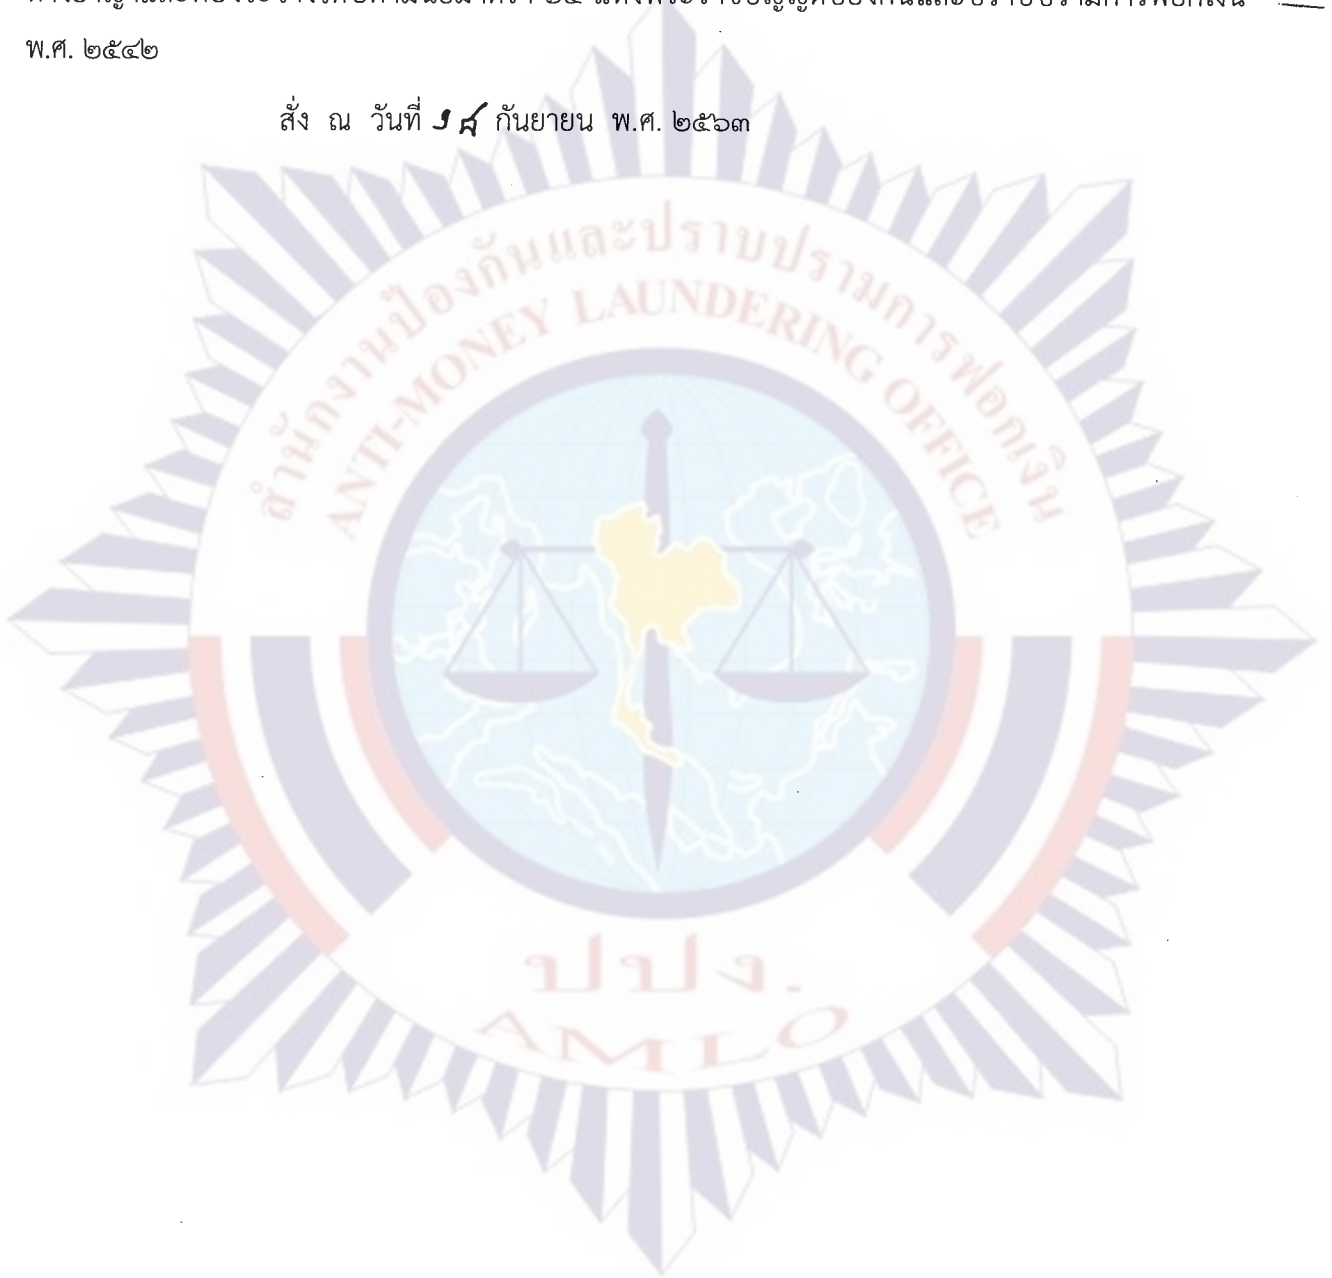 พ.ศ. ๒๕๔๒
สั่ง ณ วันที่ ๑๘ กันยายน พ.ศ. ๒๕๖๓
สำนักงานป้องกันและปราบปรามการฟอกเงิน
ANTI-MONEY LAUNDERING OFFICE
ปปง.
AMLO